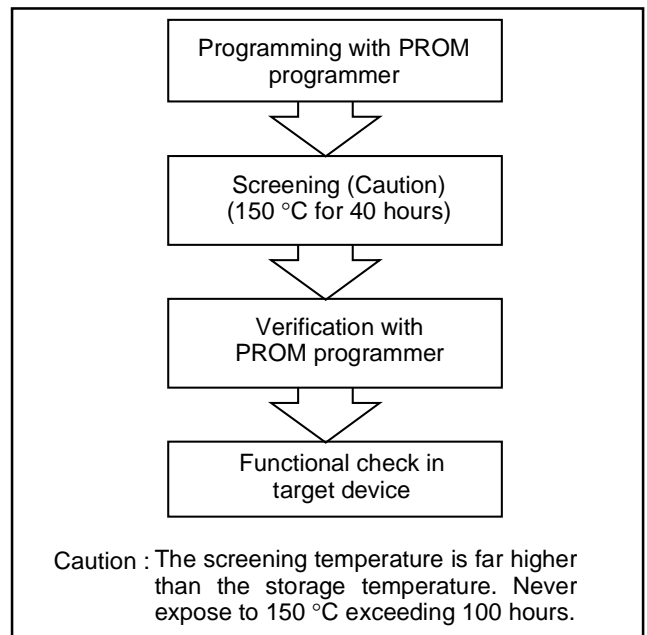 Programming with PROM
programmer
Screening (Caution)
(150 °C for 40 hours)
Verification with
PROM programmer
Functional check in
target device
Caution : The screening temperature is far higher
than the storage temperature. Never
expose to 150 °C exceeding 100 hours.